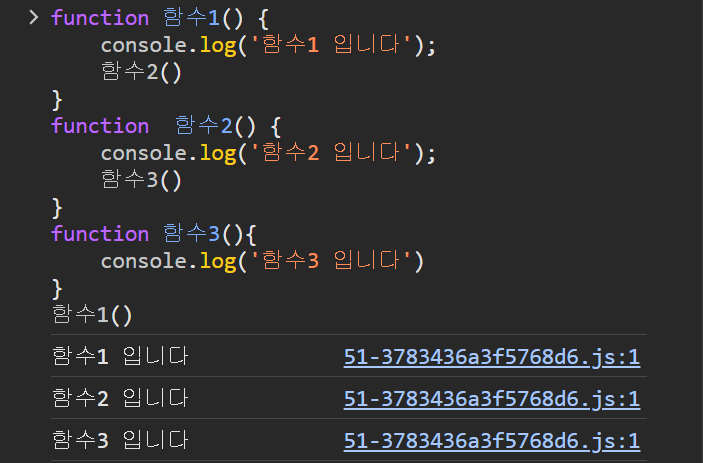 function 함수1() {
    console.log('함수1 입니다');
    함수2()
}
function  함수2() {
    console.log('함수2 입니다');
    함수3()
}
function 함수3(){
    console.log('함수3 입니다')
}
함수1()
함수1 입니다 51-3783436a3f5768d6.js:1
함수2 입니다 51-3783436a3f5768d6.js:1
함수3 입니다 51-3783436a3f5768d6.js:1